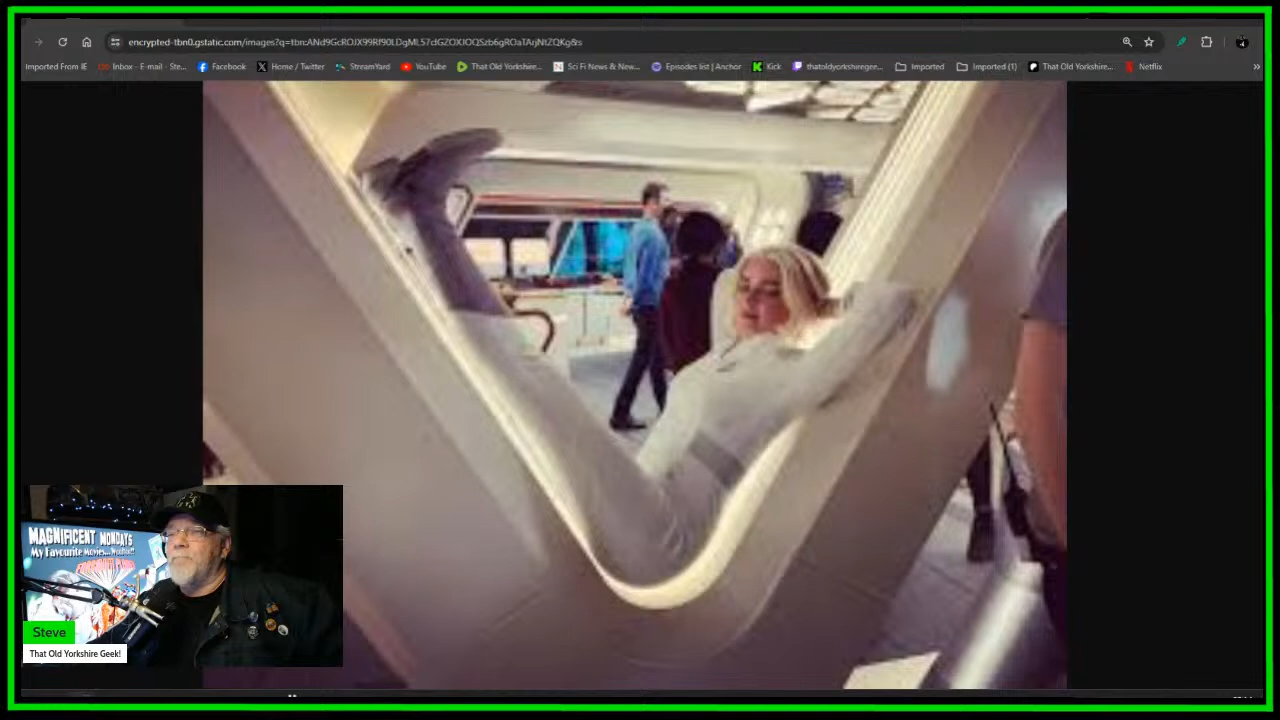 encrypted-tbn0.gstatic.com/images?q=tbn:ANd9GcROJX99Rf90LDgML57clGZOXJOQSzb6gROaTArjNtZQKg&s
Imported From IE Inbox - E-mail - Ste... Facebook Home / Twitter StreamYard YouTube That Old Yorkshire... Sci Fi News & New... Episodes list | Anchor Kick thatoldyorkshiregee... Imported Imported (1) That Old Yorkshire... Netflix »
MAGNIFICENT MONDAYS
My Favourite Movies...
Steve
That Old Yorkshire Geek!